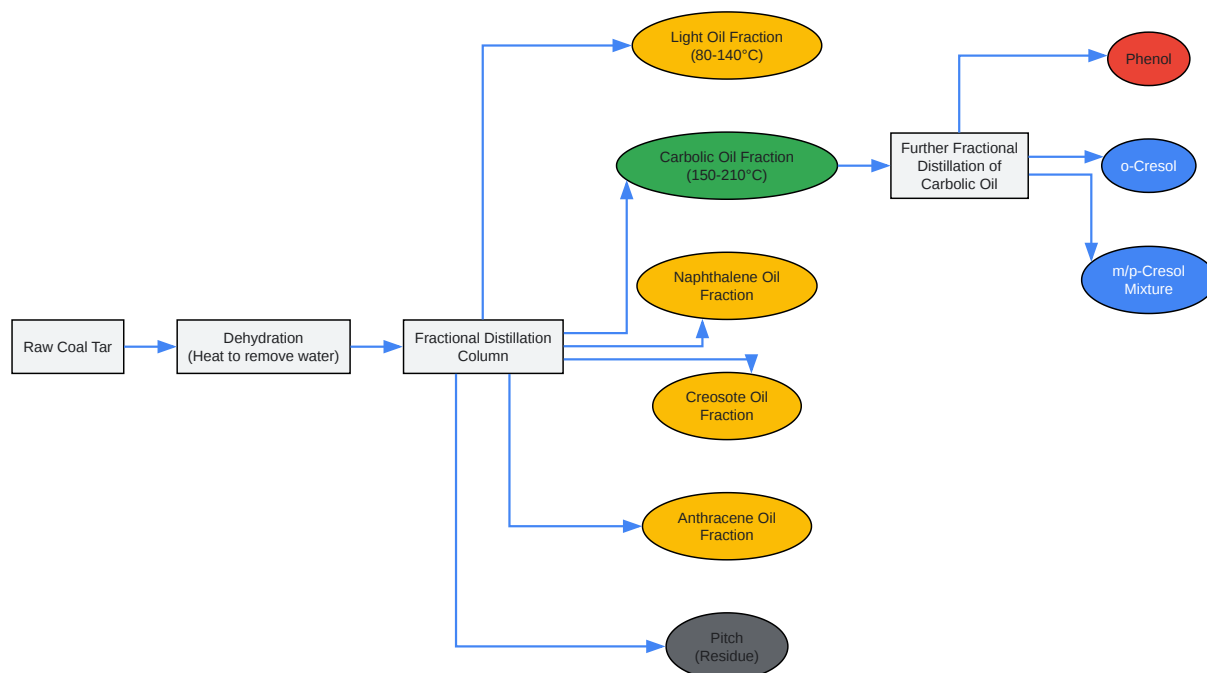 Raw Coal Tar
Dehydration
(Heat to remove water)
Fractional Distillation
Column
Light Oil Fraction
(80-140°C)
Carbolic Oil Fraction
(150-210°C)
Naphthalene Oil
Fraction
Creosote Oil
Fraction
Anthracene Oil
Fraction
Pitch
(Residue)
Further Fractional
Distillation of
Carbolic Oil
Phenol
o-Cresol
m/p-Cresol
Mixture